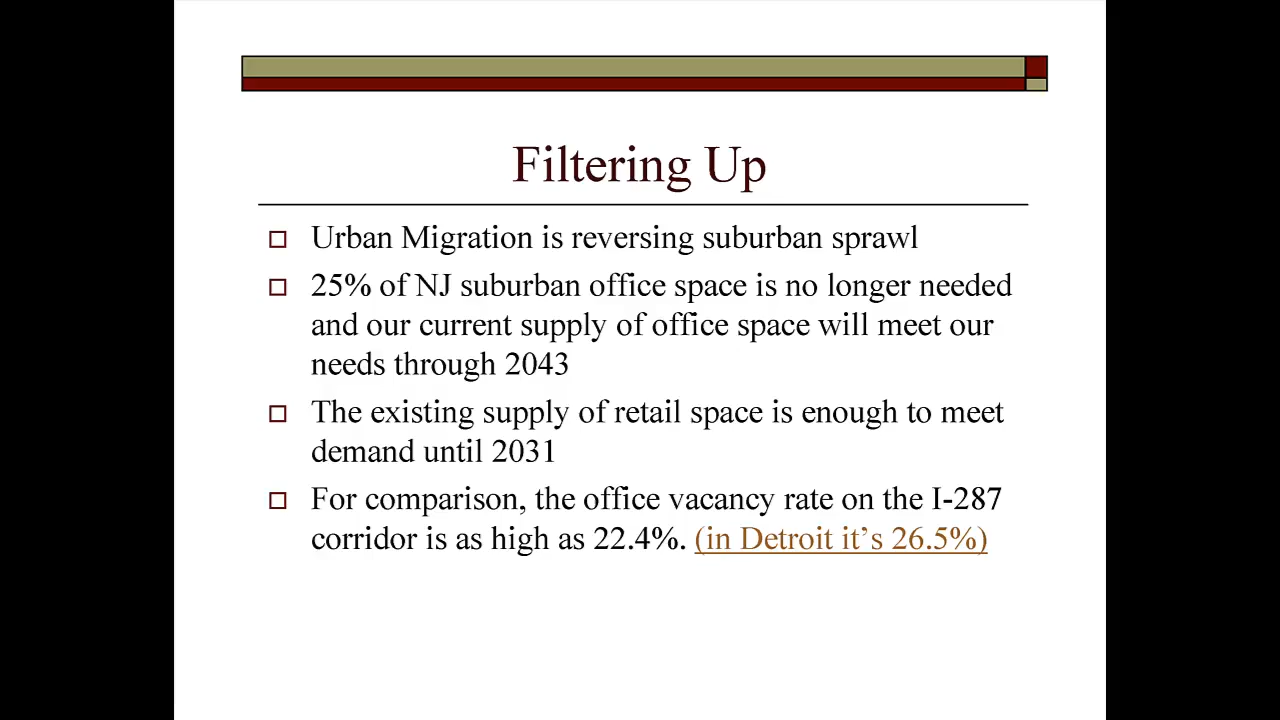 Filtering Up
Urban Migration is reversing suburban sprawl
25% of NJ suburban office space is no longer needed
and our current supply of office space will meet our
needs through 2043
The existing supply of retail space is enough to meet
demand until 2031
For comparison, the office vacancy rate on the I-287
corridor is as high as 22.4%. (in Detroit it’s 26.5%)